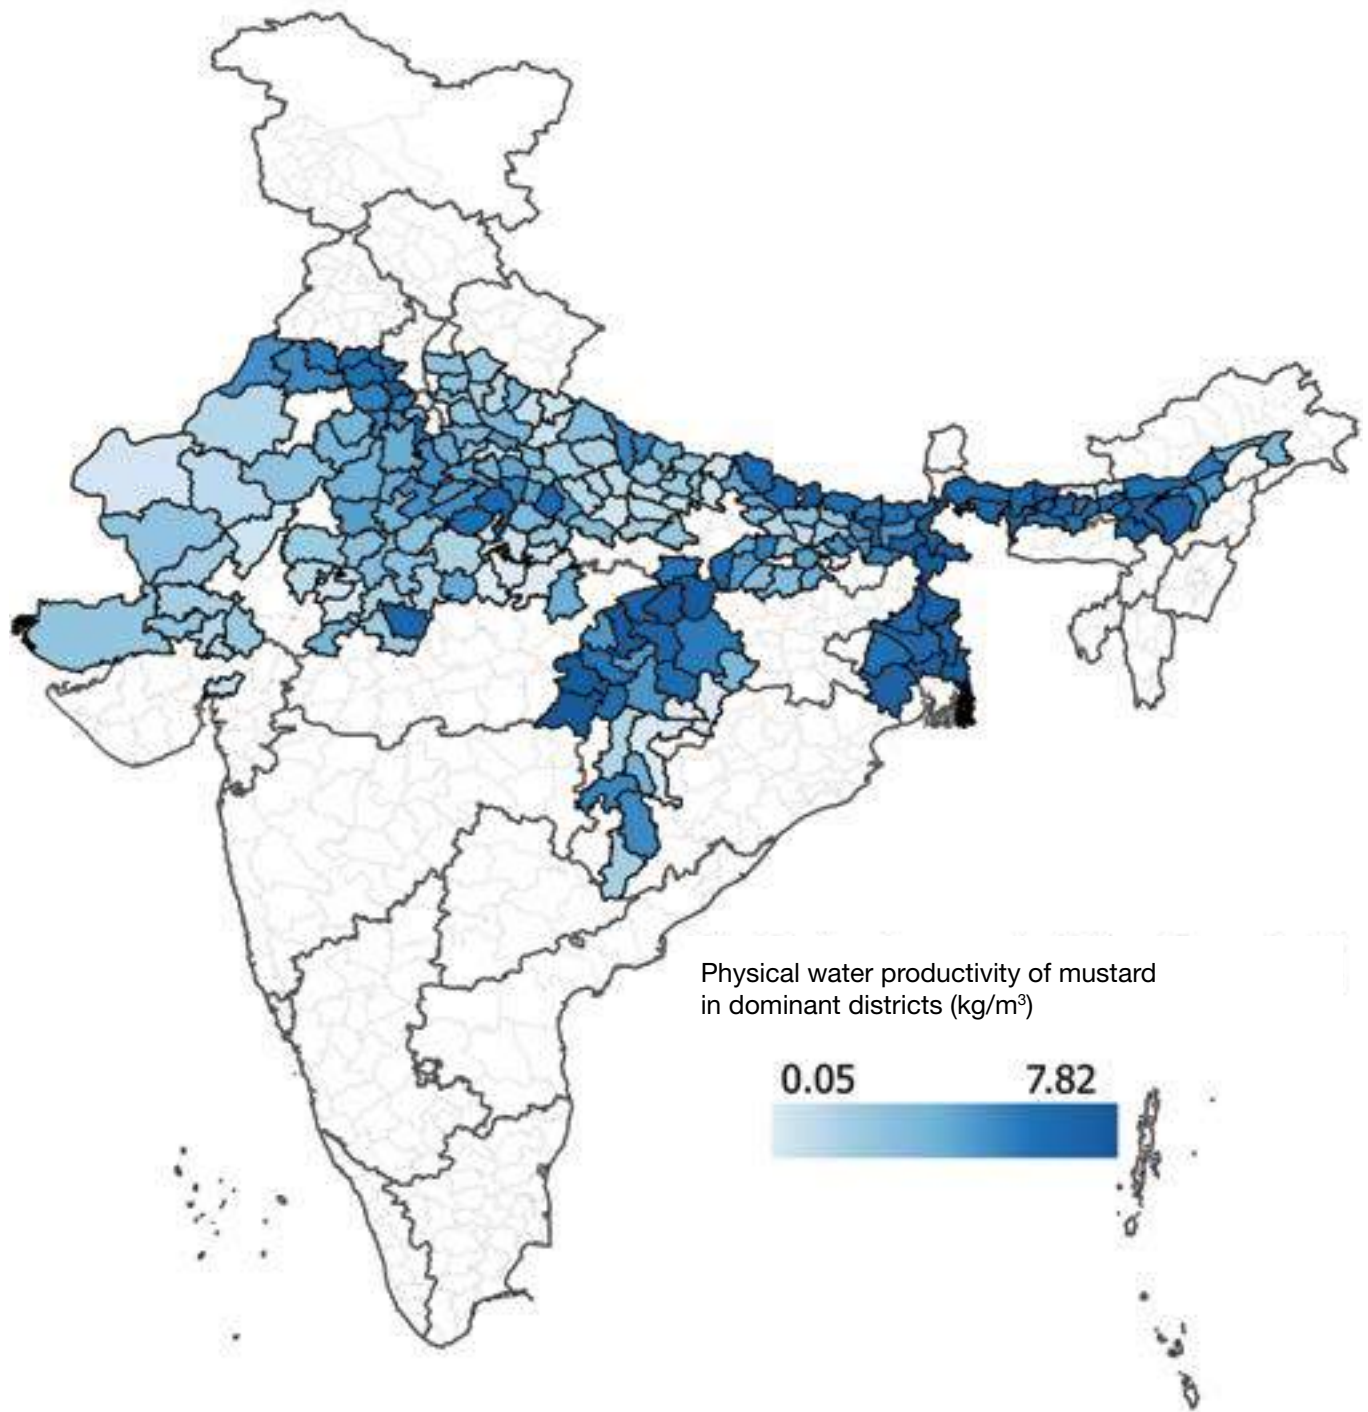 Physical water productivity of mustard
in dominant districts (kg/m³)
0.05 7.82